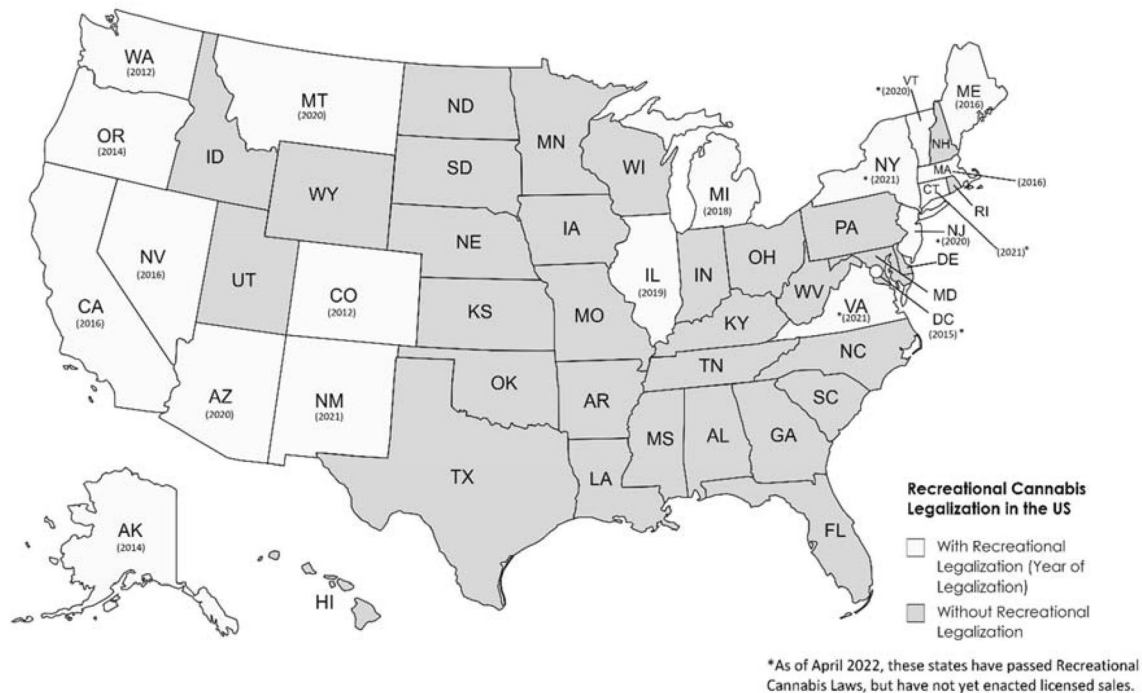 WA
(2012)
MT
(2020)
ND
MN
VT
*(2020)
ME
(2016)
OR
(2014)
ID
SD
WI
NH
NY
*(2021)
MA
(2016)
WY
MI
(2018)
CT
RI
NE
IA
PA
NJ
*(2020)
(2021)*
NV
(2016)
UT
CO
(2012)
IL
(2019)
IN
OH
DE
CA
(2016)
KS
MO
WV
VA
*(2021)
MD
DC
(2015)*
KY
NC
TN
AZ
(2020)
NM
(2021)
OK
AR
SC
MS
AL
GA
TX
LA
FL
AK
(2014)
HI
Recreational Cannabis
Legalization in the US
With Recreational
Legalization (Year of
Legalization)
Without Recreational
Legalization
*As of April 2022, these states have passed Recreational
Cannabis Laws, but have not yet enacted licensed sales.